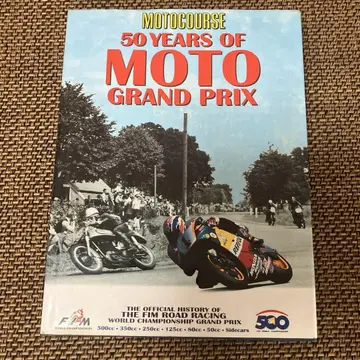 MOTOCOURSE
50 YEARS OF
MOTO
GRAND PRIX
THE OFFICIAL HISTORY OF
THE FIM ROAD RACING
WORLD CHAMPIONSHIP GRAND PRIX
500cc • 350cc • 250cc • 125cc • 80cc • 50cc • Sidecars
FIM
500